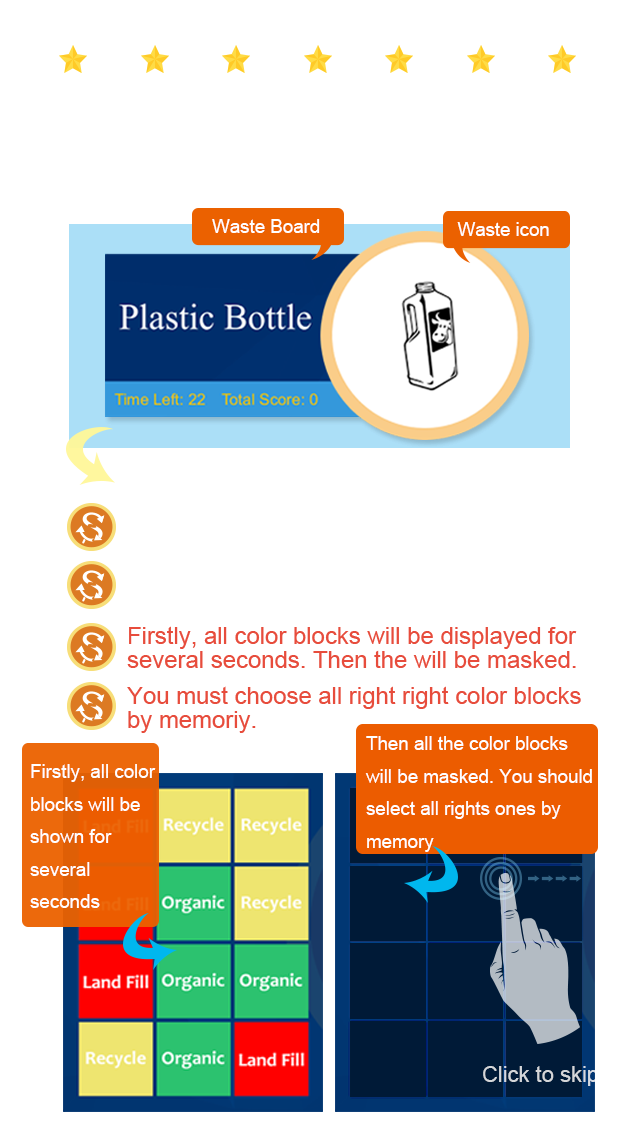 Waste Board
Waste icon
Plastic Bottle
Time Left: 22 Total Score: 0
Firstly, all color blocks will be displayed for
several seconds. Then the will be masked.
You must choose all right right color blocks
by memoriy.
Firstly, all color
blocks will be
shown for
several
seconds
Then all the color blocks
will be masked. You should
select all rights ones by
memory
Land Fill Recycle Recycle
Land Fill Organic Recycle
Land Fill Organic Organic
Recycle Organic Land Fill
Click to skip